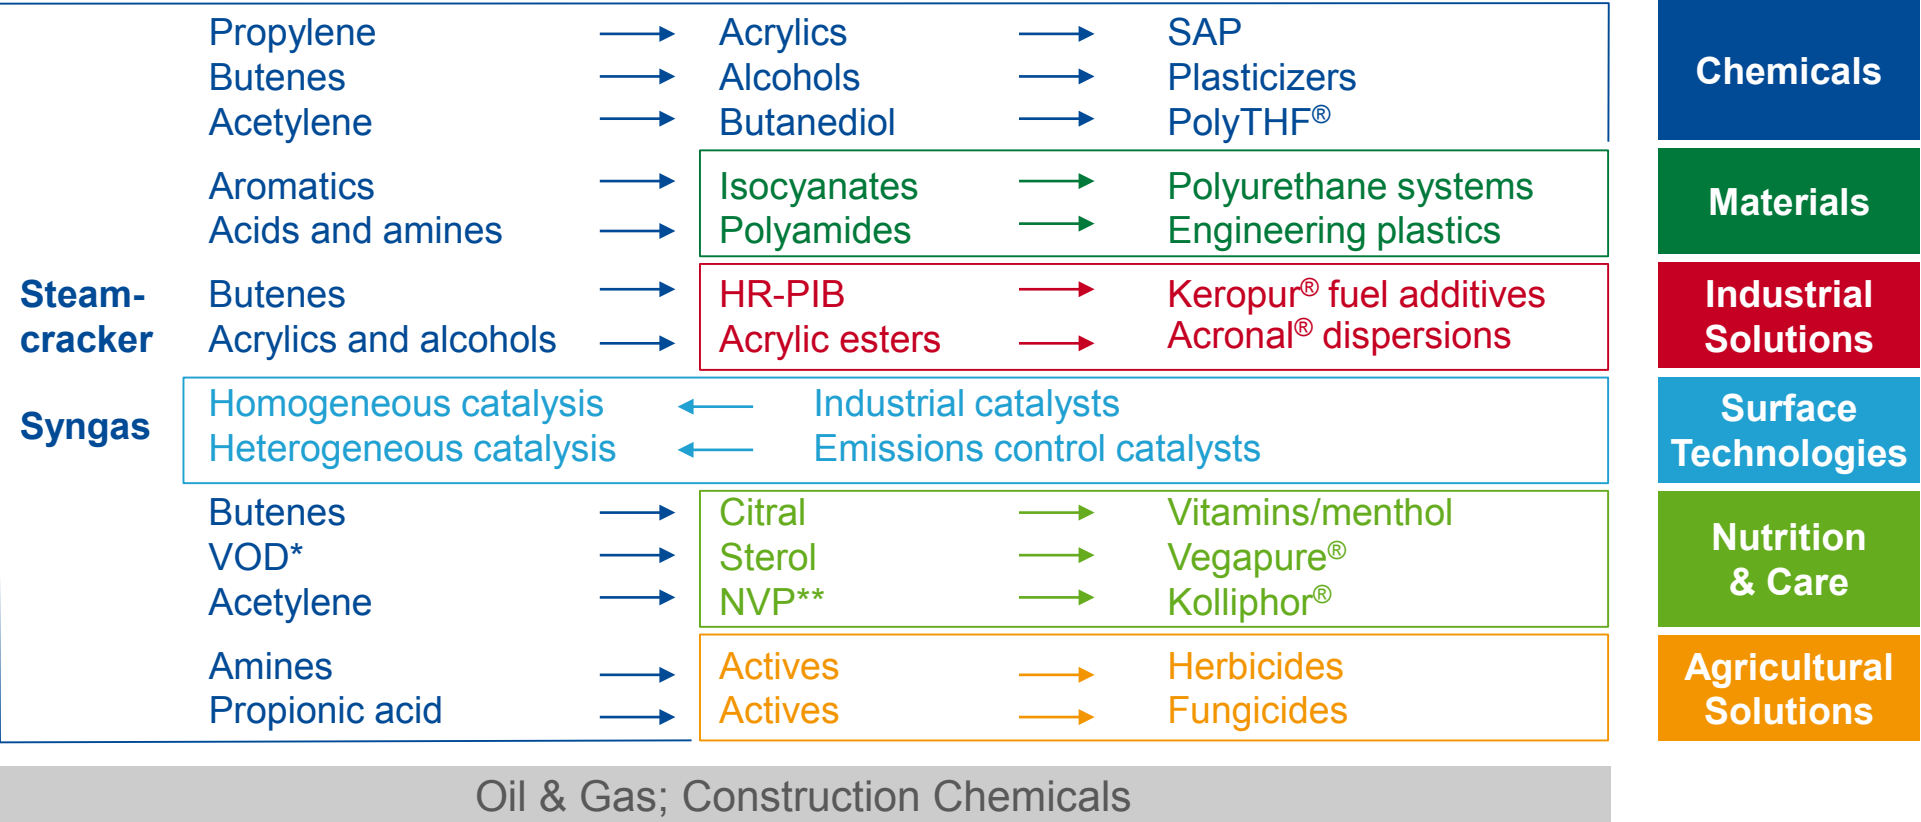 Propylene → Acrylics → SAP
Butenes → Alcohols → Plasticizers
Acetylene → Butanediol → PolyTHF®
Chemicals
Aromatics → Isocyanates → Polyurethane systems
Acids and amines → Polyamides → Engineering plastics
Materials
Steam-
cracker
Butenes → HR-PIB → Keropur® fuel additives
Acrylics and alcohols → Acrylic esters → Acronal® dispersions
Industrial
Solutions
Syngas
Homogeneous catalysis ← Industrial catalysts
Heterogeneous catalysis ← Emissions control catalysts
Surface
Technologies
Butenes → Citral → Vitamins/menthol
VOD* → Sterol → Vegapure®
Acetylene → NVP** → Kolliphor®
Nutrition
& Care
Amines → Actives → Herbicides
Propionic acid → Actives → Fungicides
Agricultural
Solutions
Oil & Gas; Construction Chemicals